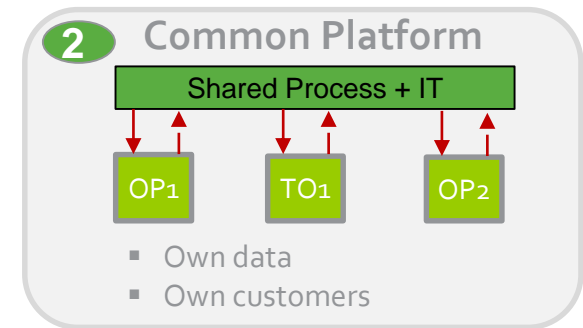 2 Common Platform
Shared Process + IT
OP1 TO1 OP2
▪ Own data
▪ Own customers